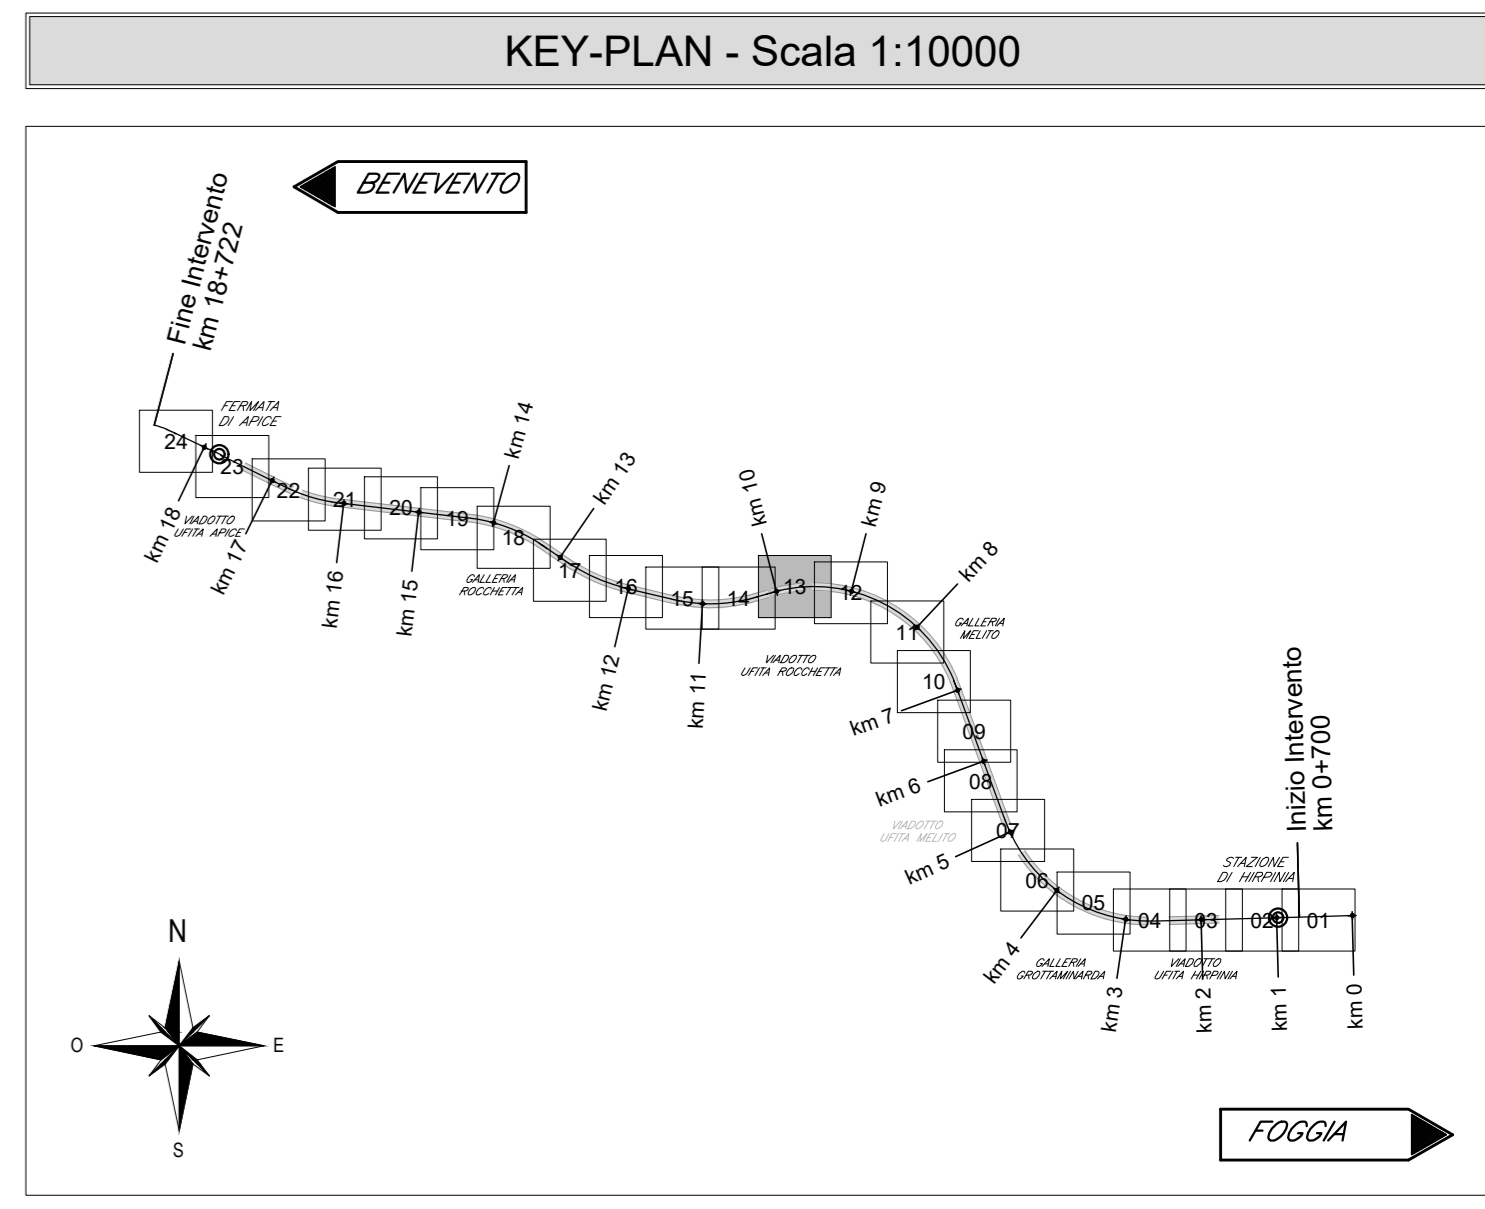 KEY-PLAN - Scala 1:10000
BENEVENTO
Fine Intervento
km 18+722
FERMATA
DI APICE
24
23
22
21
20
19
18
17
16
15
14
13
12
11
10
09
08
07
06
05
04
03
02
01
km 18
VIADOTTO
UFITA APICE
km 17
km 16
km 15
km 14
km 13
GALLERIA
ROCCHETTA
km 12
km 11
km 10
km 9
km 8
VIADOTTO
UFITA ROCCHETTA
GALLERIA
MELITO
km 7
km 6
VIADOTTO
UFITA MELITO
km 5
km 4
GALLERIA
GROTTAMINARDA
km 3
VIADOTTO
UFITA HIRPINIA
km 2
STAZIONE
DI HIRPINIA
km 1
km 0
Inizio Intervento
km 0+700
N
O
E
S
FOGGIA